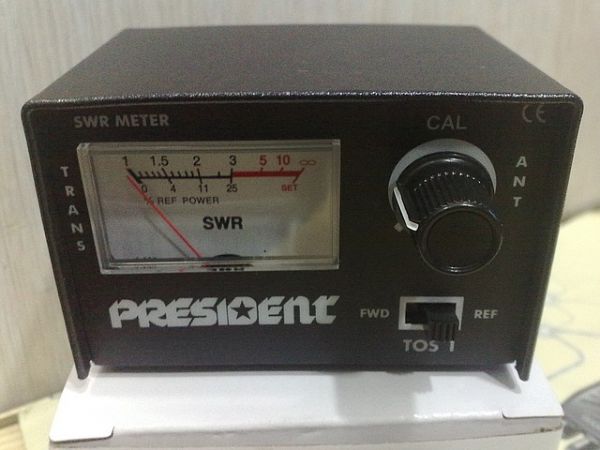 SWR METER
CAL
CE
TRANS
1 1.5 2 3 5 10 ∞
0 4 11 25 SET
% REF POWER
SWR
ANT
PRESIDENT
FWD REF
TOS 1